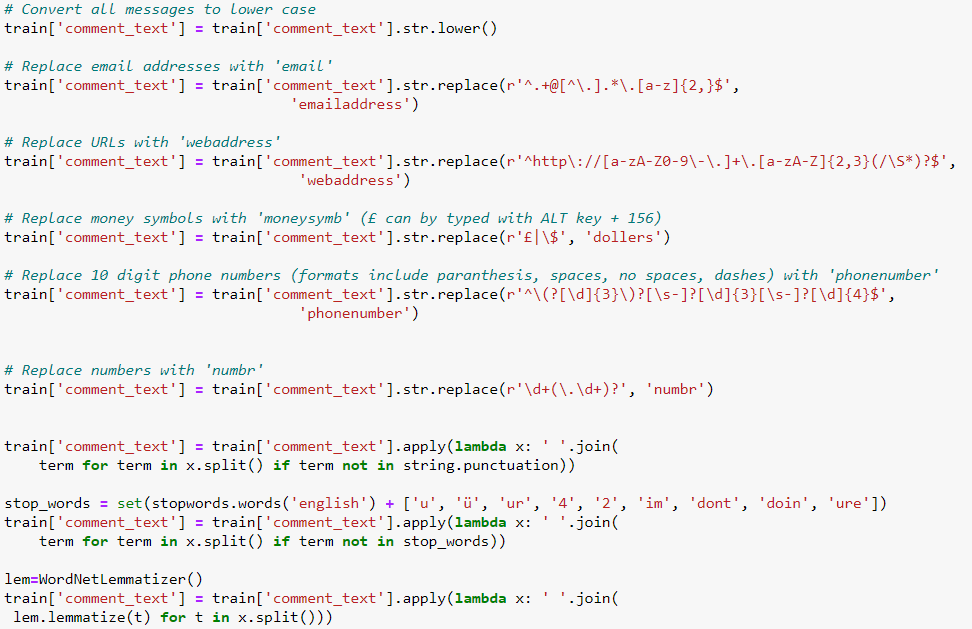 # Convert all messages to lower case
train['comment_text'] = train['comment_text'].str.lower()
# Replace email addresses with 'email'
train['comment_text'] = train['comment_text'].str.replace(r'^.+@[^\.].*\.[a-z]{2,}$',
'emailaddress')
# Replace URLs with 'webaddress'
train['comment_text'] = train['comment_text'].str.replace(r'^http\://[a-zA-Z0-9\-\.]+\.[a-zA-Z]{2,3}(/\S*)?$',
'webaddress')
# Replace money symbols with 'moneysymb' (£ can by typed with ALT key + 156)
train['comment_text'] = train['comment_text'].str.replace(r'£|\$', 'dollers')
# Replace 10 digit phone numbers (formats include paranthesis, spaces, no spaces, dashes) with 'phonenumber'
train['comment_text'] = train['comment_text'].str.replace(r'^\(?[\d]{3}\)?[\s-]?[\d]{3}[\s-]?[\d]{4}$',
'phonenumber')
# Replace numbers with 'numbr'
train['comment_text'] = train['comment_text'].str.replace(r'\d+(\.\d+)?', 'numbr')
train['comment_text'] = train['comment_text'].apply(lambda x: ' '.join(
term for term in x.split() if term not in string.punctuation))
stop_words = set(stopwords.words('english') + ['u', 'ü', 'ur', '4', '2', 'im', 'dont', 'doin', 'ure'])
train['comment_text'] = train['comment_text'].apply(lambda x: ' '.join(
term for term in x.split() if term not in stop_words))
lem=WordNetLemmatizer()
train['comment_text'] = train['comment_text'].apply(lambda x: ' '.join(
lem.lemmatize(t) for t in x.split()))